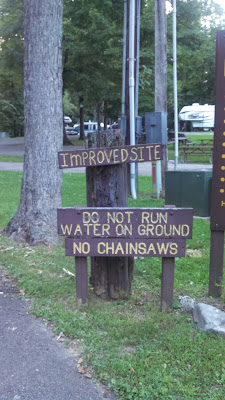 ImPROVED SITE
DO NOT RUN
WATER ON GROUND
NO CHAINSAWS